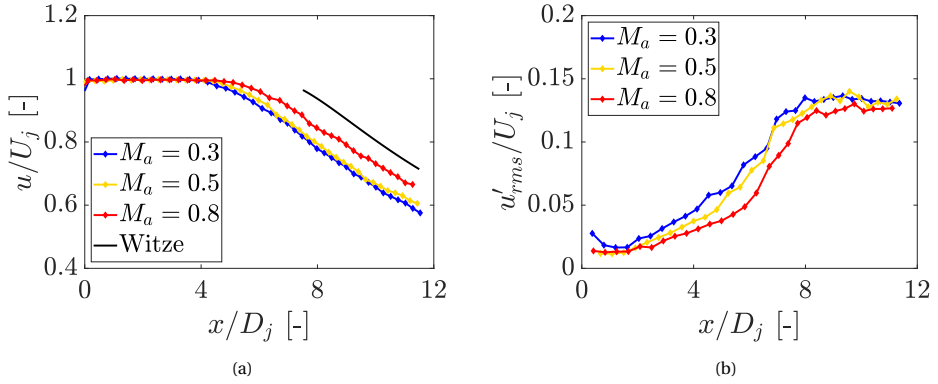 1.2
1
0.8
0.6
0.4
u/U_j [-]
M_a = 0.3
M_a = 0.5
M_a = 0.8
Witze
0 4 8 12
x/D_j [-]
(a)
0.2
0.15
0.1
0.05
0
u'_{rms}/U_j [-]
M_a = 0.3
M_a = 0.5
M_a = 0.8
0 4 8 12
x/D_j [-]
(b)